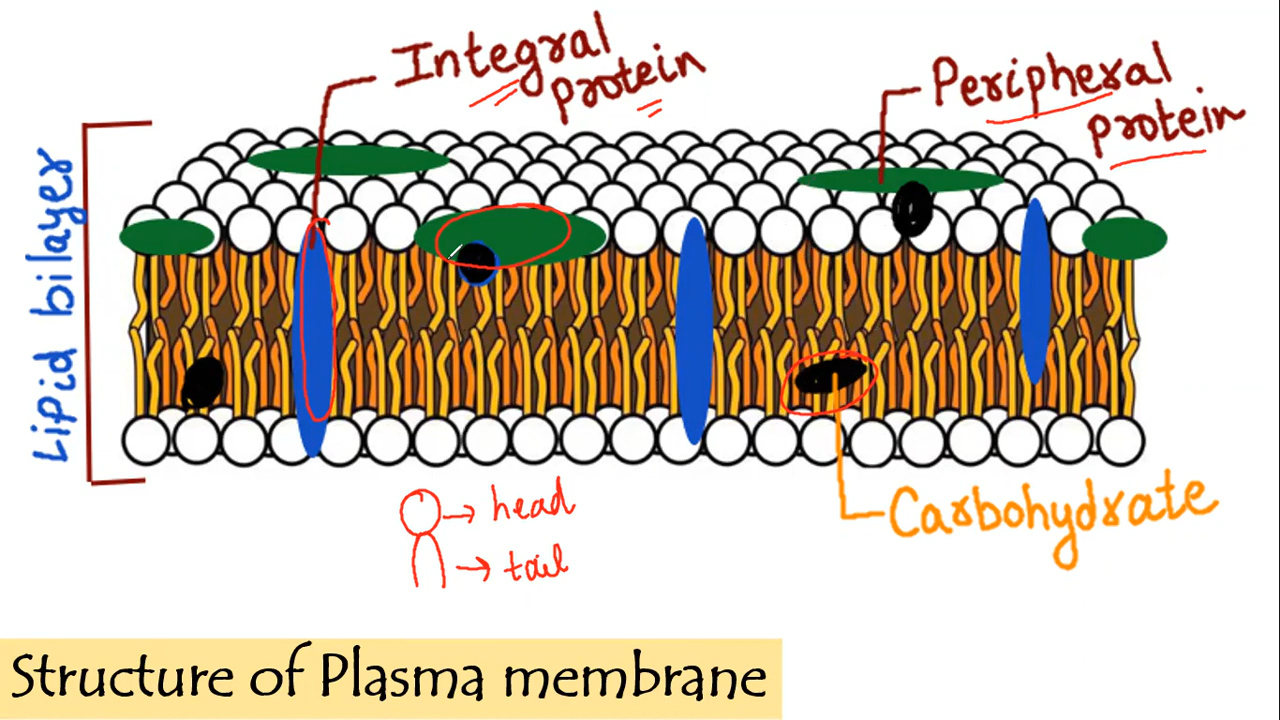 Integral
protein
Peripheral
protein
Lipid bilayer
head
tail
Carbohydrate
Structure of Plasma membrane